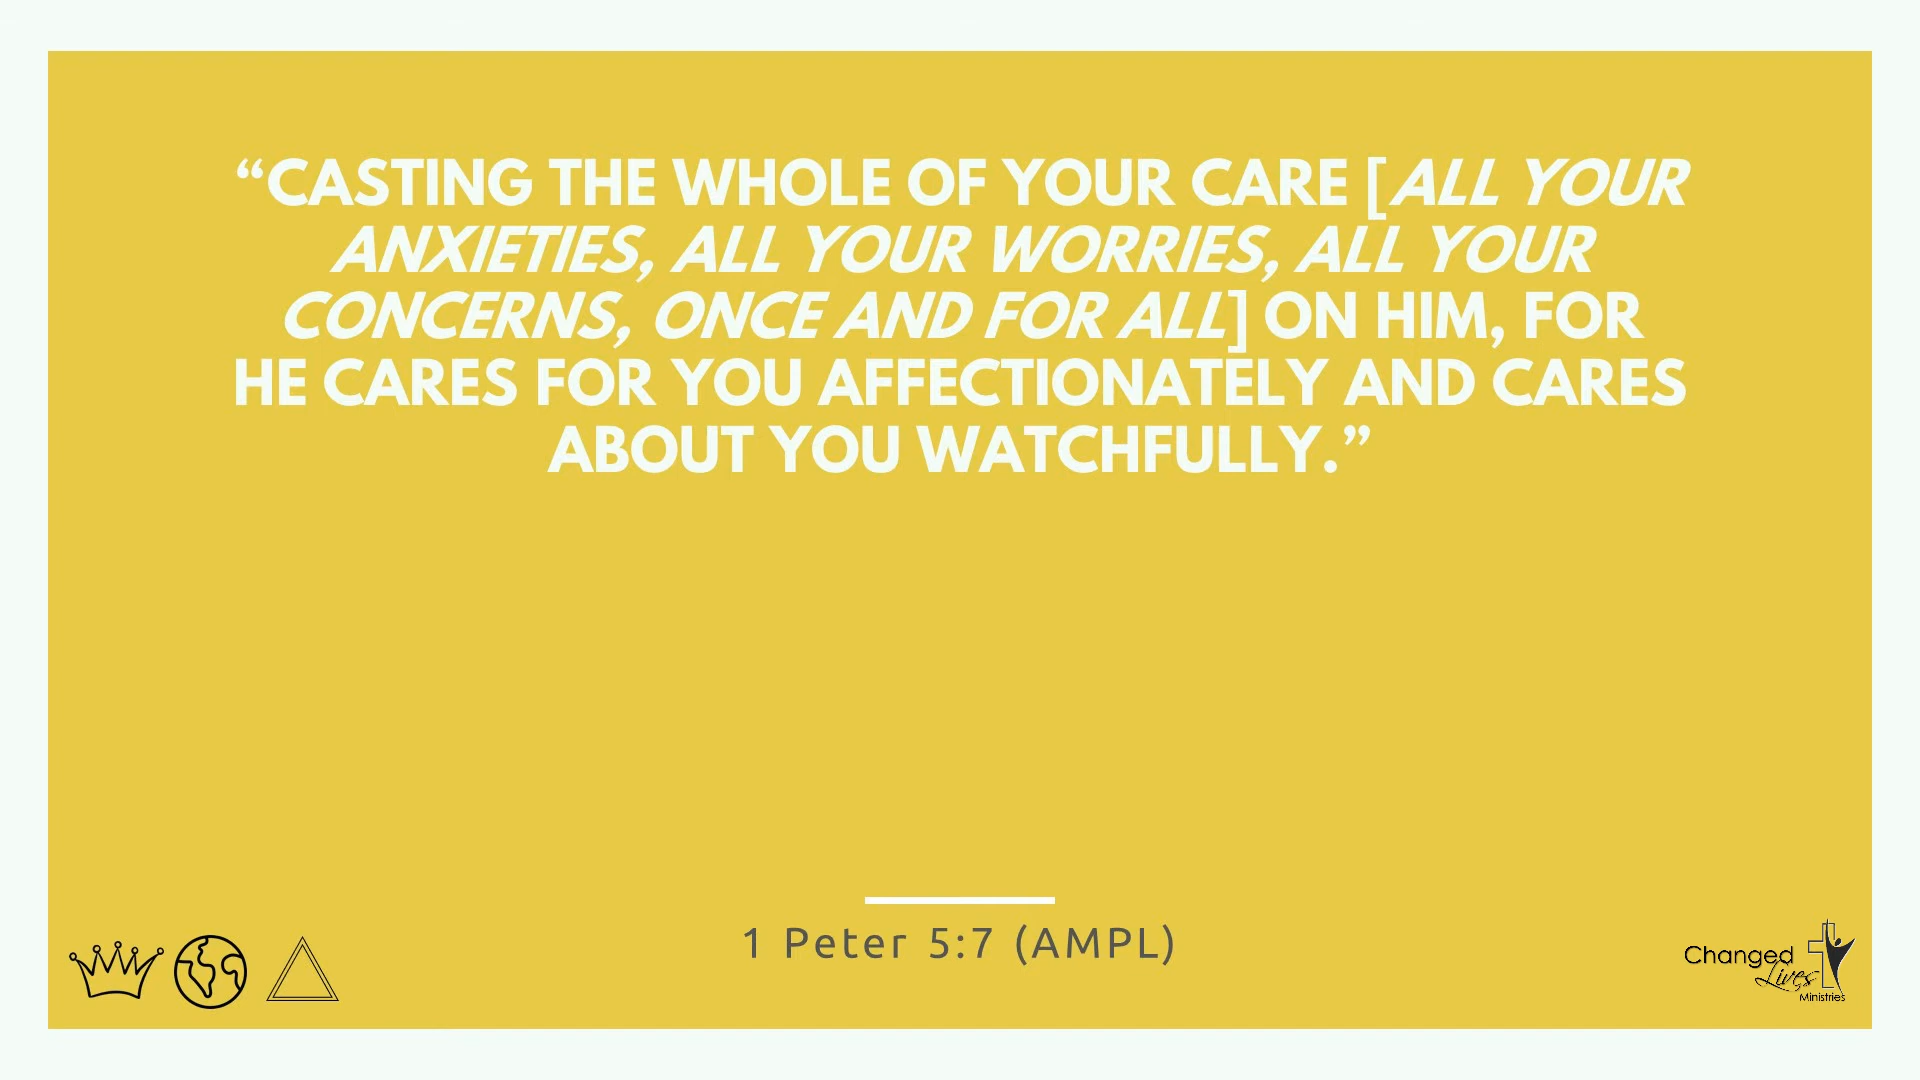 “CASTING THE WHOLE OF YOUR CARE [ALL YOUR
ANXIETIES, ALL YOUR WORRIES, ALL YOUR
CONCERNS, ONCE AND FOR ALL] ON HIM, FOR
HE CARES FOR YOU AFFECTIONATELY AND CARES
ABOUT YOU WATCHFULLY.”
1 Peter 5:7 (AMPL)
Changed
Lives
Ministries